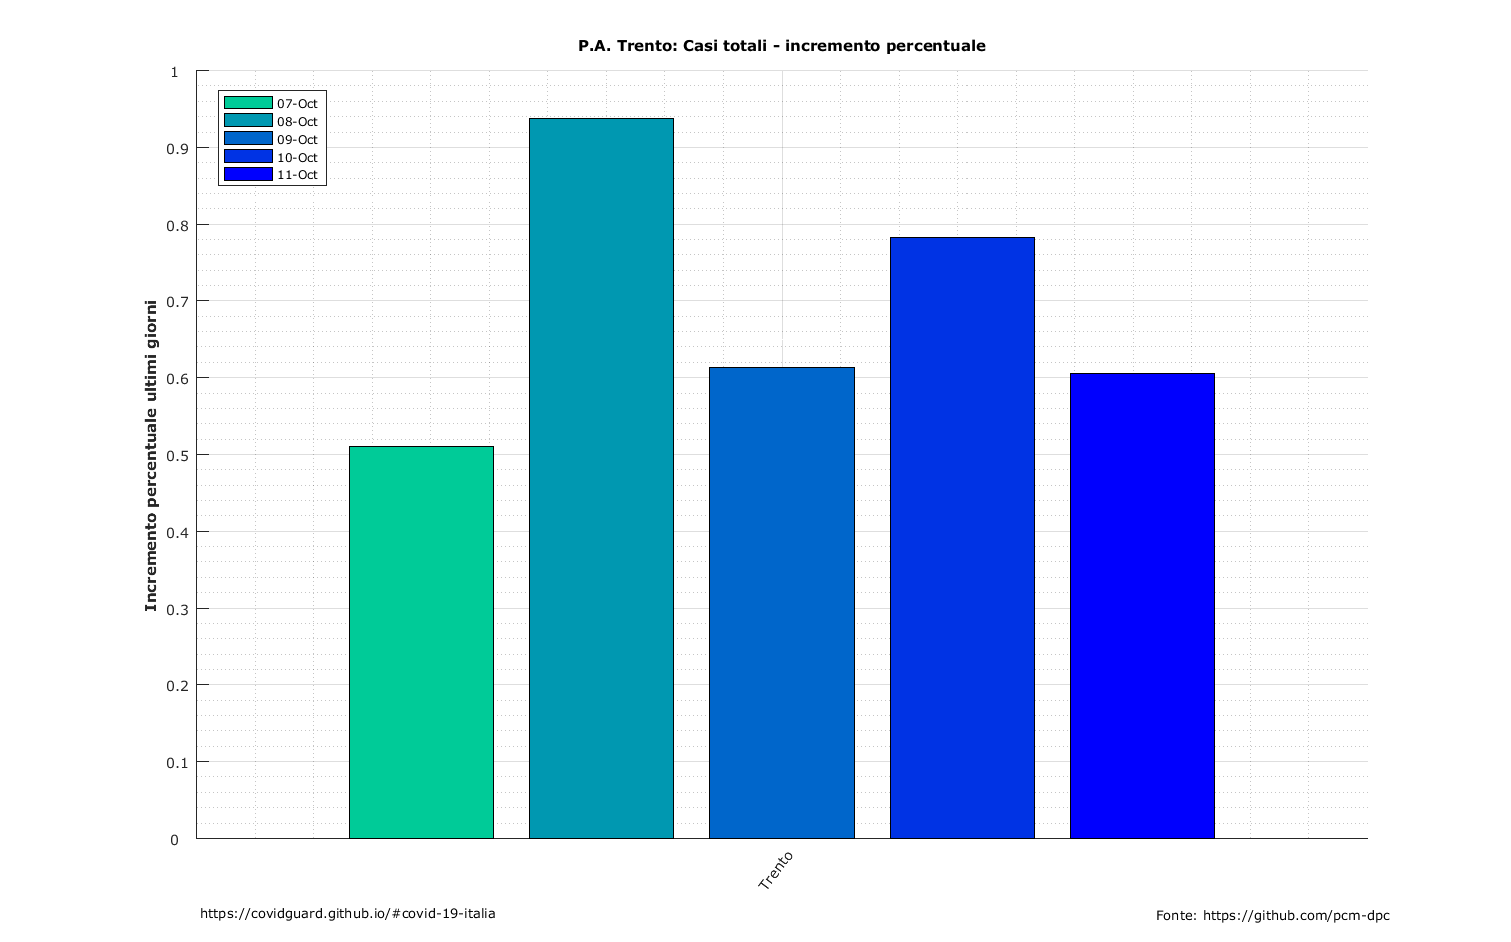 P.A. Trento: Casi totali - incremento percentuale
1
0.9
0.8
0.7
0.6
0.5
0.4
0.3
0.2
0.1
0
Incremento percentuale ultimi giorni
07-Oct
08-Oct
09-Oct
10-Oct
11-Oct
Trento
https://covidguard.github.io/#covid-19-italia
Fonte: https://github.com/pcm-dpc